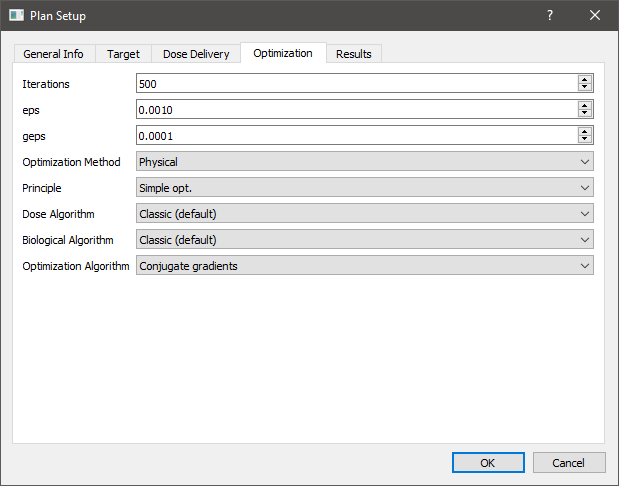 Plan Setup
General Info Target Dose Delivery Optimization Results
Iterations 500
eps 0.0010
geps 0.0001
Optimization Method Physical
Principle Simple opt.
Dose Algorithm Classic (default)
Biological Algorithm Classic (default)
Optimization Algorithm Conjugate gradients
OK Cancel